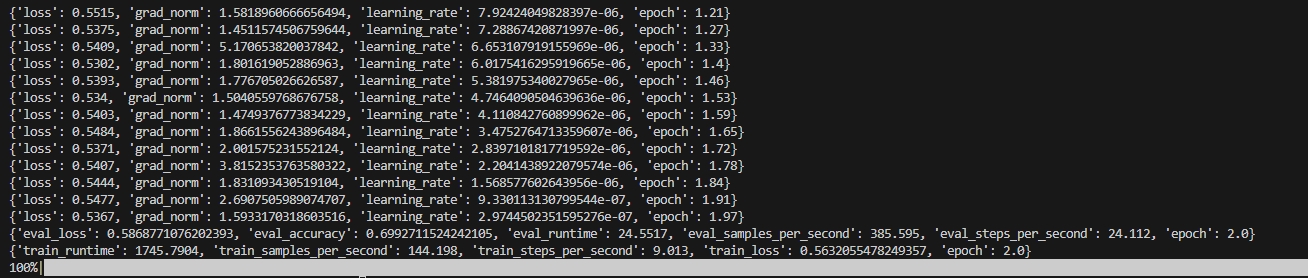 {'loss': 0.5515, 'grad_norm': 1.5818960666656494, 'learning_rate': 7.92424049828397e-06, 'epoch': 1.21}
{'loss': 0.5375, 'grad_norm': 1.4511574506759644, 'learning_rate': 7.28867420871997e-06, 'epoch': 1.27}
{'loss': 0.5409, 'grad_norm': 5.170653820037842, 'learning_rate': 6.653107919155969e-06, 'epoch': 1.33}
{'loss': 0.5302, 'grad_norm': 1.801619052886963, 'learning_rate': 6.0175416295919665e-06, 'epoch': 1.4}
{'loss': 0.5393, 'grad_norm': 1.776705026626587, 'learning_rate': 5.381975340027965e-06, 'epoch': 1.46}
{'loss': 0.534, 'grad_norm': 1.5040559768676758, 'learning_rate': 4.7464090504639636e-06, 'epoch': 1.53}
{'loss': 0.5403, 'grad_norm': 1.4749376773834229, 'learning_rate': 4.110842760899962e-06, 'epoch': 1.59}
{'loss': 0.5484, 'grad_norm': 1.8661556243896484, 'learning_rate': 3.4752764713359607e-06, 'epoch': 1.65}
{'loss': 0.5371, 'grad_norm': 2.001575231552124, 'learning_rate': 2.8397101817719592e-06, 'epoch': 1.72}
{'loss': 0.5407, 'grad_norm': 3.8152353763580322, 'learning_rate': 2.2041438922079574e-06, 'epoch': 1.78}
{'loss': 0.5444, 'grad_norm': 1.831093430519104, 'learning_rate': 1.568577602643956e-06, 'epoch': 1.84}
{'loss': 0.5477, 'grad_norm': 2.6907505989074707, 'learning_rate': 9.330113130799544e-07, 'epoch': 1.91}
{'loss': 0.5367, 'grad_norm': 1.5933170318603516, 'learning_rate': 2.9744502351595276e-07, 'epoch': 1.97}
{'eval_loss': 0.5868771076202393, 'eval_accuracy': 0.6992711524242105, 'eval_runtime': 24.5517, 'eval_samples_per_second': 385.595, 'eval_steps_per_second': 24.112, 'epoch': 2.0}
{'train_runtime': 1745.7904, 'train_samples_per_second': 144.198, 'train_steps_per_second': 9.013, 'train_loss': 0.5632055478249357, 'epoch': 2.0}
100%|